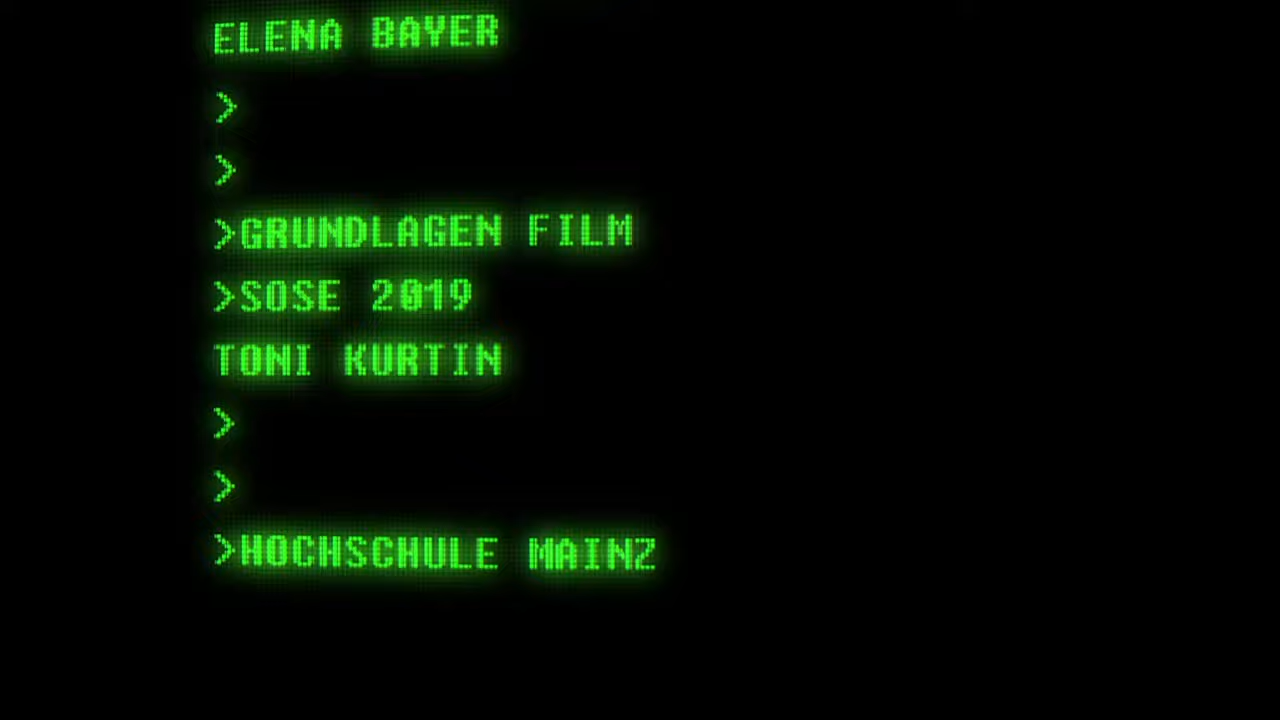 ELENA BAYER
>
>
>GRUNDLAGEN FILM
>SOSE 2019
TONI KURTIN
>
>
>HOCHSCHULE MAINZ